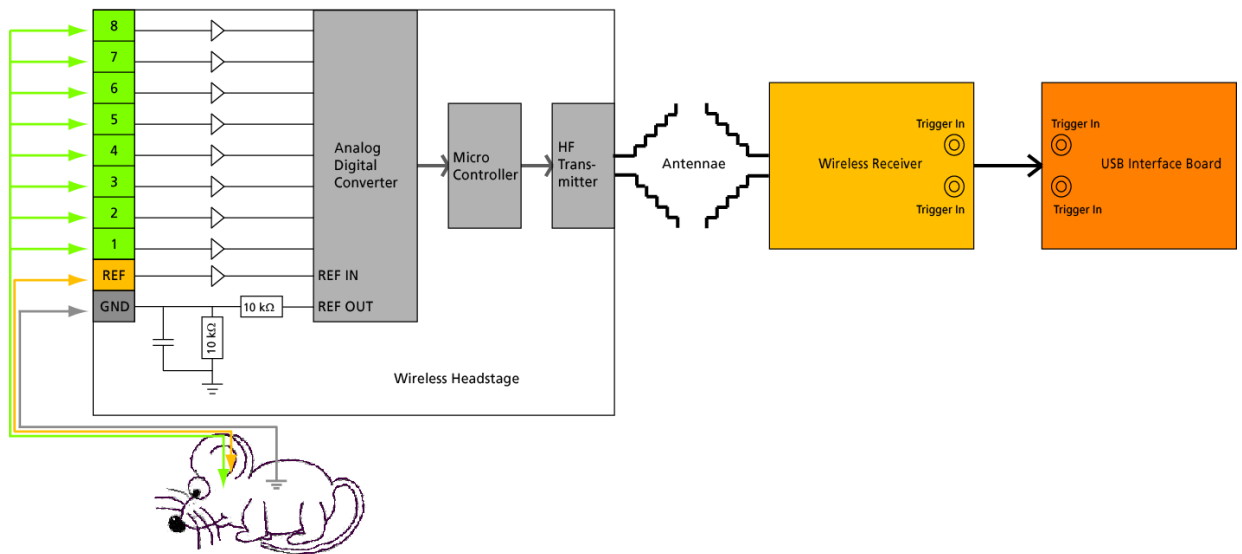 8
7
6
5
4
3
2
1
REF
GND
10 kΩ
10 kΩ
Analog
Digital
Converter
REF IN
REF OUT
Micro
Controller
HF
Trans-
mitter
Wireless Headstage
Antennae
Wireless Receiver
Trigger In
Trigger In
Trigger In
USB Interface Board
Trigger In